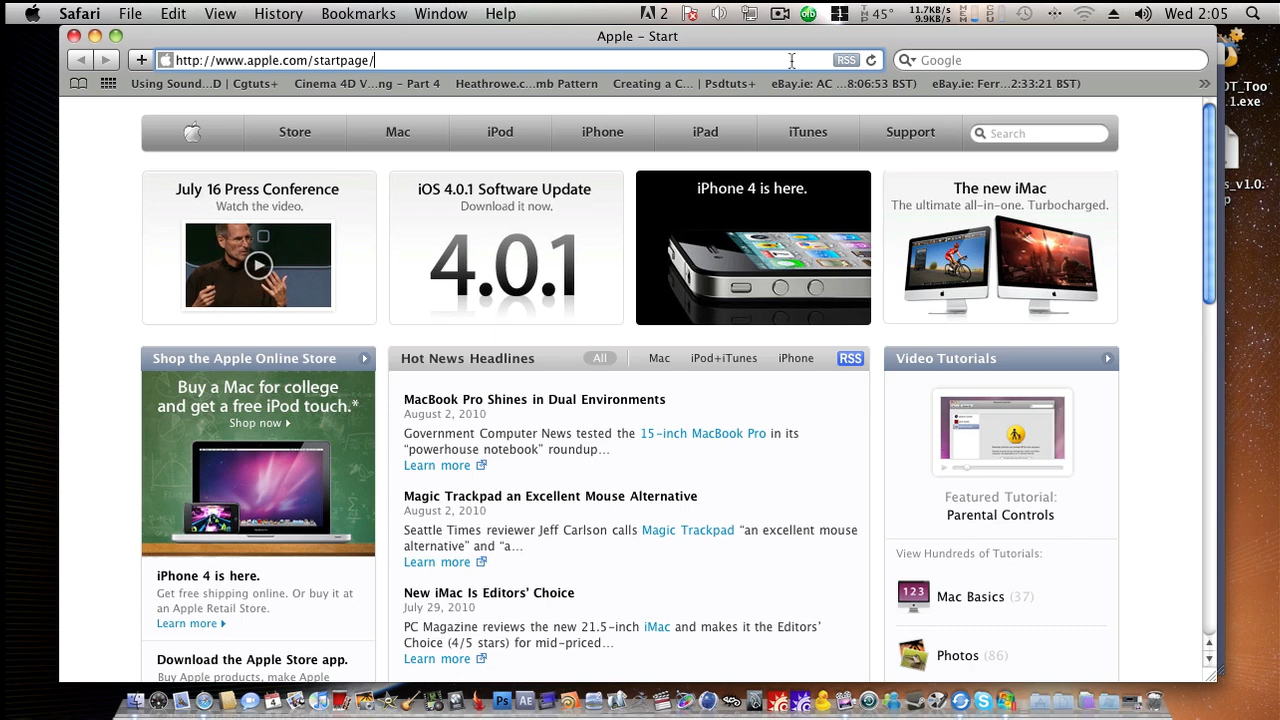 Safari File Edit View History Bookmarks Window Help
2 45° 11.7KB/s 9.9KB/s Wed 2:05
Apple – Start
http://www.apple.com/startpage/ RSS Google
Using Sound...D | Cgtuts+ Cinema 4D V...ng – Part 4 Heathrowe.c...mb Pattern Creating a C... | Psdtuts+ eBay.ie: AC ...8:06:53 BST) eBay.ie: Ferr...2:33:21 BST)
Store Mac iPod iPhone iPad iTunes Support Search
July 16 Press Conference
Watch the video.
iOS 4.0.1 Software Update
Download it now.
4.0.1
iPhone 4 is here.
The new iMac
The ultimate all-in-one. Turbocharged.
Shop the Apple Online Store
Buy a Mac for college
and get a free iPod touch.*
Shop now
iPhone 4 is here.
Get free shipping online. Or buy it at
an Apple Retail Store.
Learn more
Download the Apple Store app.
Buy Apple products, make Apple
Hot News Headlines All Mac iPod+iTunes iPhone RSS
MacBook Pro Shines in Dual Environments
August 2, 2010
Government Computer News tested the 15-inch MacBook Pro in its
“powerhouse notebook” roundup...
Learn more
Magic Trackpad an Excellent Mouse Alternative
August 2, 2010
Seattle Times reviewer Jeff Carlson calls Magic Trackpad “an excellent mouse
alternative” and “a...
Learn more
New iMac Is Editors’ Choice
July 29, 2010
PC Magazine reviews the new 21.5-inch iMac and makes it the Editors’
Choice (4/5 stars) for mid-priced...
Learn more
Video Tutorials
Featured Tutorial:
Parental Controls
View Hundreds of Tutorials:
123
Mac Basics (37)
Photos (86)
OT_Too
1.exe
s_v1.0.
p
Ps AE